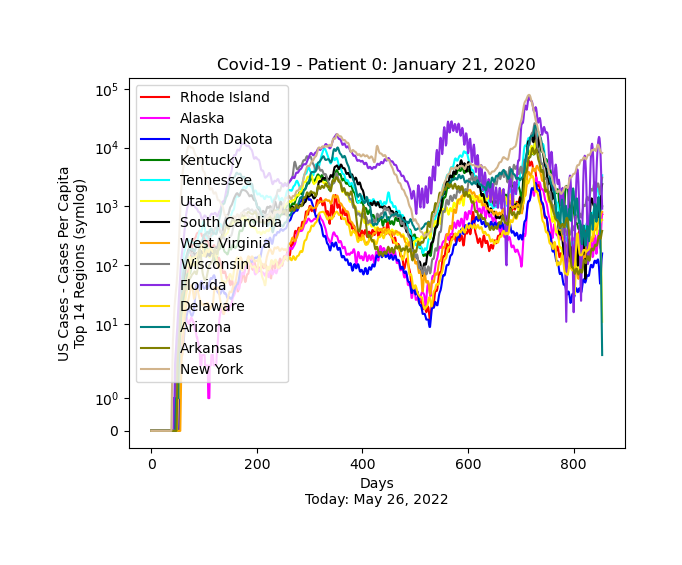 Covid-19 - Patient 0: January 21, 2020
US Cases - Cases Per Capita
Top 14 Regions (symlog)
10^5
10^4
10^3
10^2
10^1
10^0
0
Rhode Island
Alaska
North Dakota
Kentucky
Tennessee
Utah
South Carolina
West Virginia
Wisconsin
Florida
Delaware
Arizona
Arkansas
New York
0 200 400 600 800
Days
Today: May 26, 2022